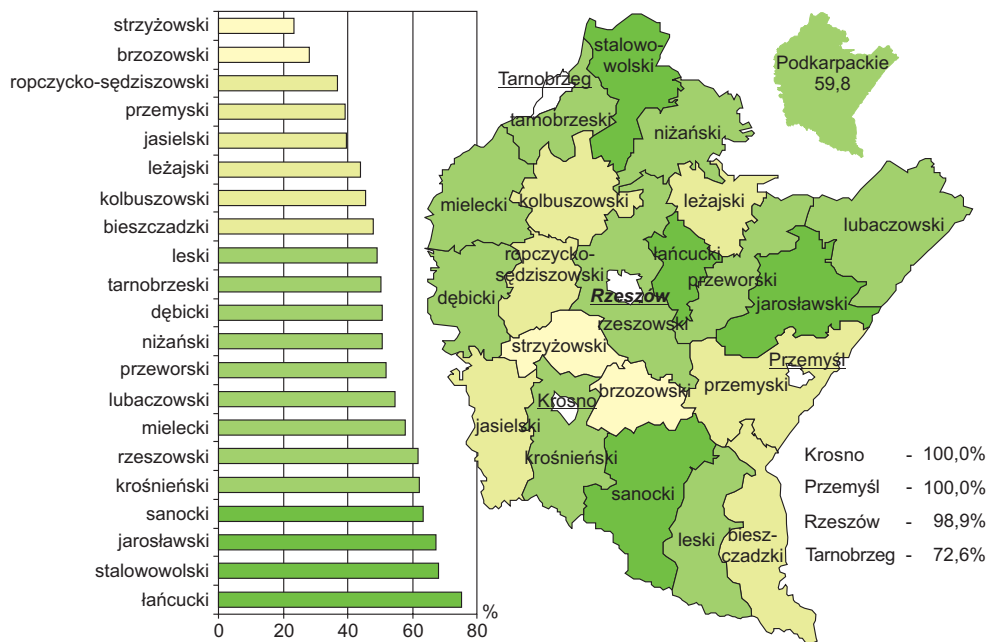 strzyżowski
brzozowski
ropczycko-sędziszowski
przemyski
jasielski
leżajski
kolbuszowski
bieszczadzki
leski
tarnobrzeski
dębicki
niżański
przeworski
lubaczowski
mielecki
rzeszowski
krośnieński
sanocki
jarosławski
stalowowolski
łańcucki
%
0 20 40 60 80
stalowo-
wolski
Tarnobrzeg
tarnobrzeski
niżański
mielecki
kolbuszowski
leżajski
lubaczowski
ropczycko-
sędziszowski
łańcucki
przeworski
jarosławski
dębicki
Rzeszów
rzeszowski
strzyżowski
Przemyśl
przemyski
brzozowski
Krosno
jasielski
krośnieński
sanocki
leski
biesz-
czadzki
Podkarpackie
59,8
Krosno - 100,0%
Przemyśl - 100,0%
Rzeszów - 98,9%
Tarnobrzeg - 72,6%